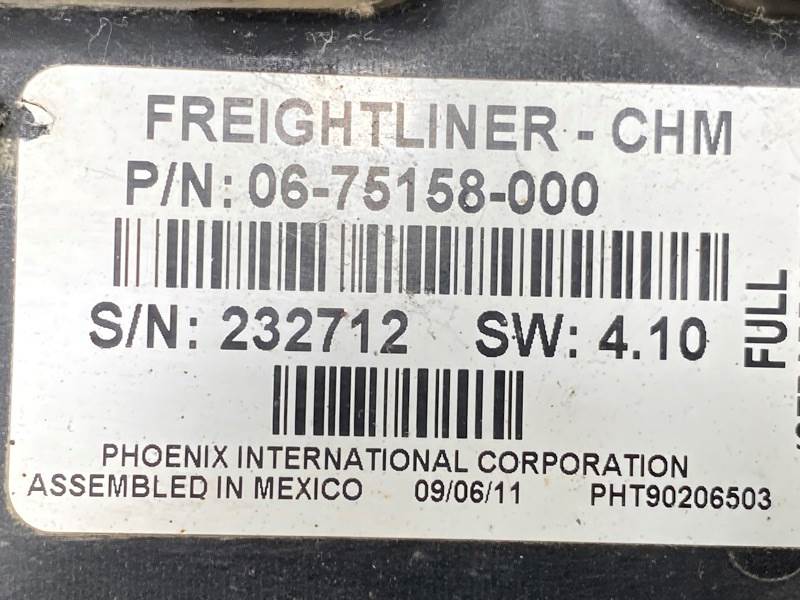 FREIGHTLINER - CHM
P/N: 06-75158-000
S/N: 232712 SW: 4.10
FULL
PHOENIX INTERNATIONAL CORPORATION
ASSEMBLED IN MEXICO 09/06/11 PHT90206503